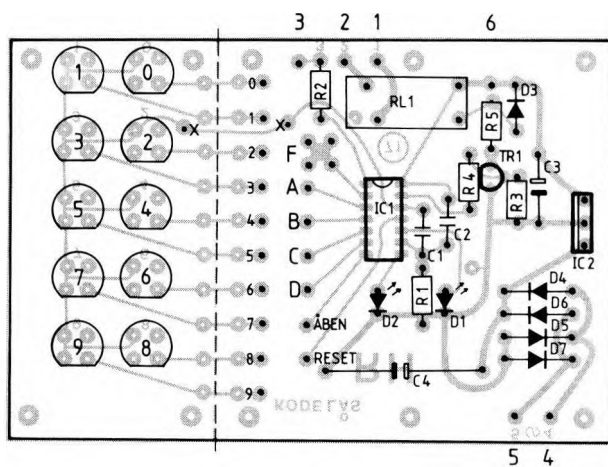 3 2 1 6
1 0
0
R2
RL1
D3
R5
X X
1
3 2
2
F
TR1
R4
C3
3
A
IC1
R3
5 4
4
B
C2
C1
5
C
IC2
7 6
6
D
R1
D4
D6
7
ABEN
D2
D1
D5
9 8
8
RESET
D7
C4
9
KODELAS
5 4